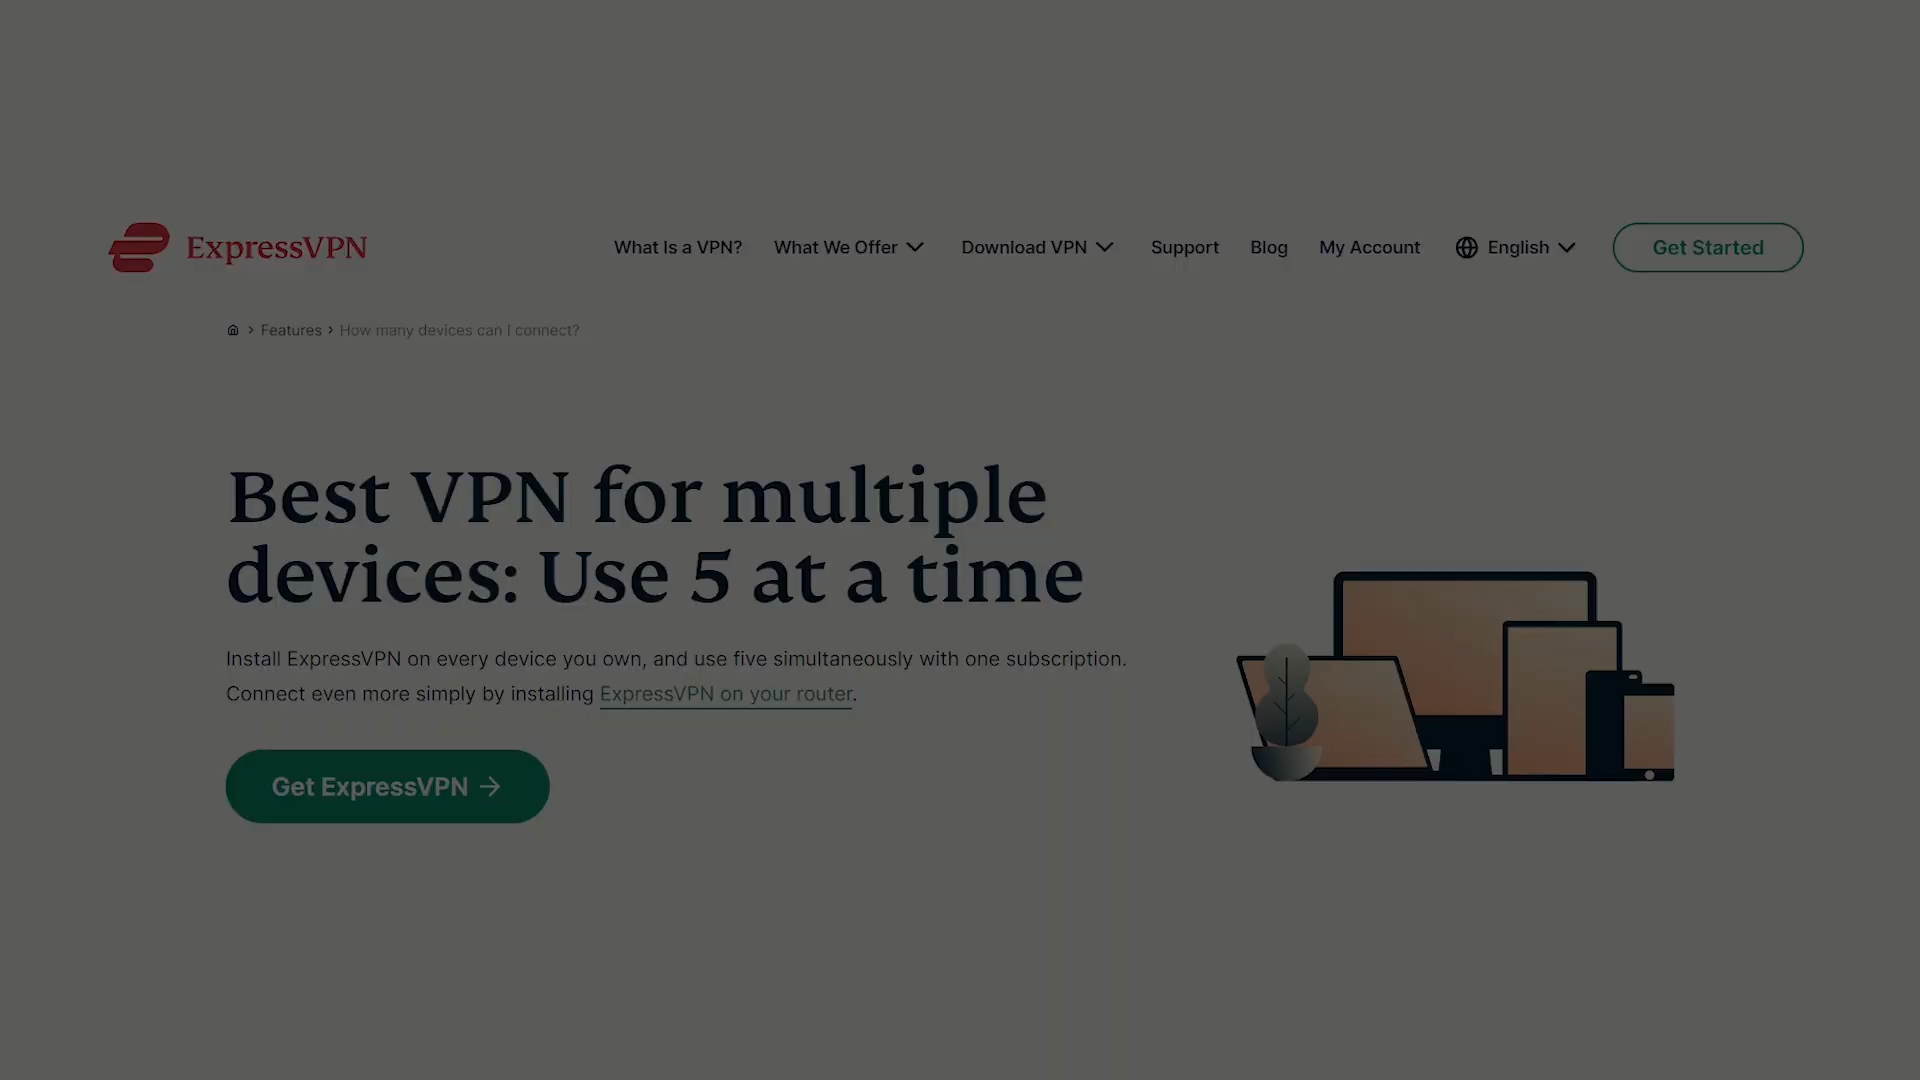 ExpressVPN
What Is a VPN?
What We Offer
Download VPN
Support
Blog
My Account
English
Get Started
Features
How many devices can I connect?
Best VPN for multiple
devices: Use 5 at a time
Install ExpressVPN on every device you own, and use five simultaneously with one subscription.
Connect even more simply by installing ExpressVPN on your router.
Get ExpressVPN →